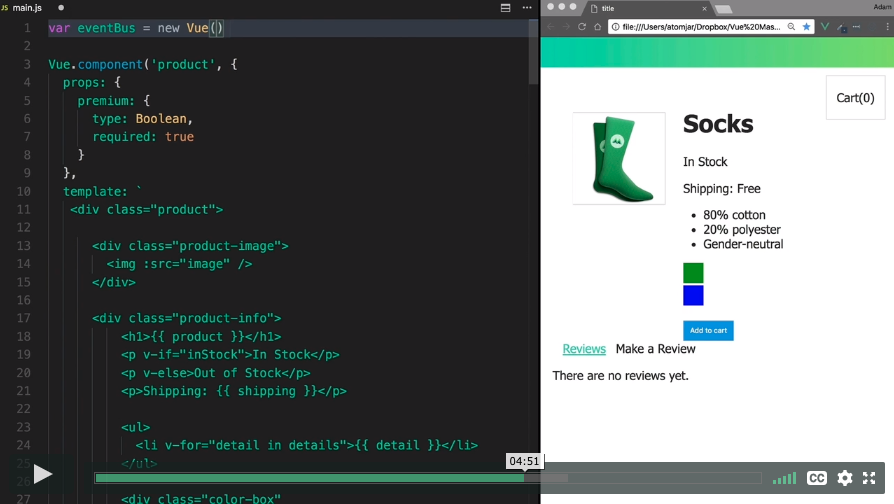 JS main.js
1 var eventBus = new Vue()
2
3 Vue.component('product', {
4 props: {
5 premium: {
6 type: Boolean,
7 required: true
8 }
9 },
10 template: `
11 <div class="product">
12
13 <div class="product-image">
14 <img :src="image" />
15 </div>
16
17 <div class="product-info">
18 <h1>{{ product }}</h1>
19 <p v-if="inStock">In Stock</p>
20 <p v-else>Out of Stock</p>
21 <p>Shipping: {{ shipping }}</p>
22
23 <ul>
24 <li v-for="detail in details">{{ detail }}</li>
25 </ul>
26
27 <div class="color-box"
title
Adam
file:///Users/atomjar/Dropbox/Vue%20Mas...
Cart(0)
Socks
In Stock
Shipping: Free
• 80% cotton
• 20% polyester
• Gender-neutral
Add to cart
Reviews Make a Review
There are no reviews yet.
04:51
CC